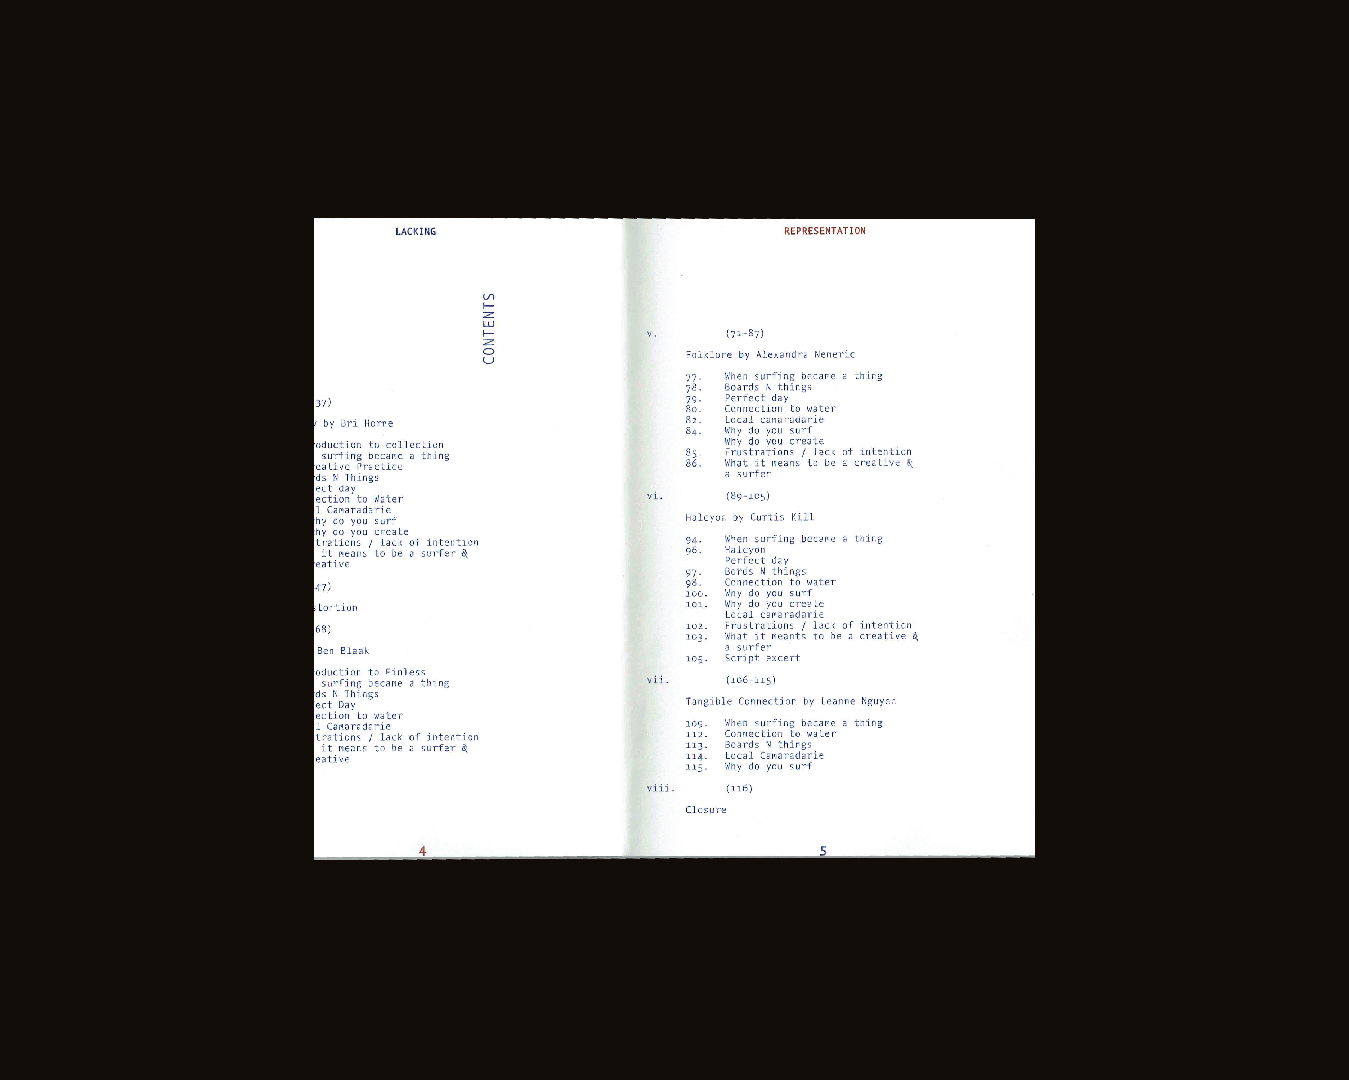 LACKING
CONTENTS
37)
by Bri Horne
oduction to collection
surfing became a thing
eative Practice
ds N Things
ect day
ection to Water
l Camaradarie
hy do you surf
hy do you create
trations / lack of intention
it means to be a surfer &
eative
47)
stortion
68)
Ben Blaak
oduction to Finless
surfing became a thing
ds N Things
ect Day
ection to water
l Camaradarie
trations / lack of intention
it means to be a surfer &
eative
4
REPRESENTATION
v. (71-87)
Folklore by Alexandra Nemeric
77. When surfing became a thing
78. Boards N things
79. Perfect day
80. Connection to water
82. Local camaradarie
84. Why do you surf
Why do you create
85. Frustrations / lack of intention
86. What it means to be a creative &
a surfer
vi. (89-105)
Halcyon by Curtis Kill
94. When surfing became a thing
96. Halcyon
Perfect day
97. Bords N things
98. Connection to water
100. Why do you surf
101. Why do you create
Local camaradarie
102. Frustrations / lack of intention
103. What it meants to be a creative &
a surfer
105. Script excert
vii. (106-115)
Tangible Connection by Leanne Nguyen
109. When surfing became a thing
112. Connection to water
113. Boards N things
114. Local Camaradarie
115. Why do you surf
viii. (116)
Closure
5